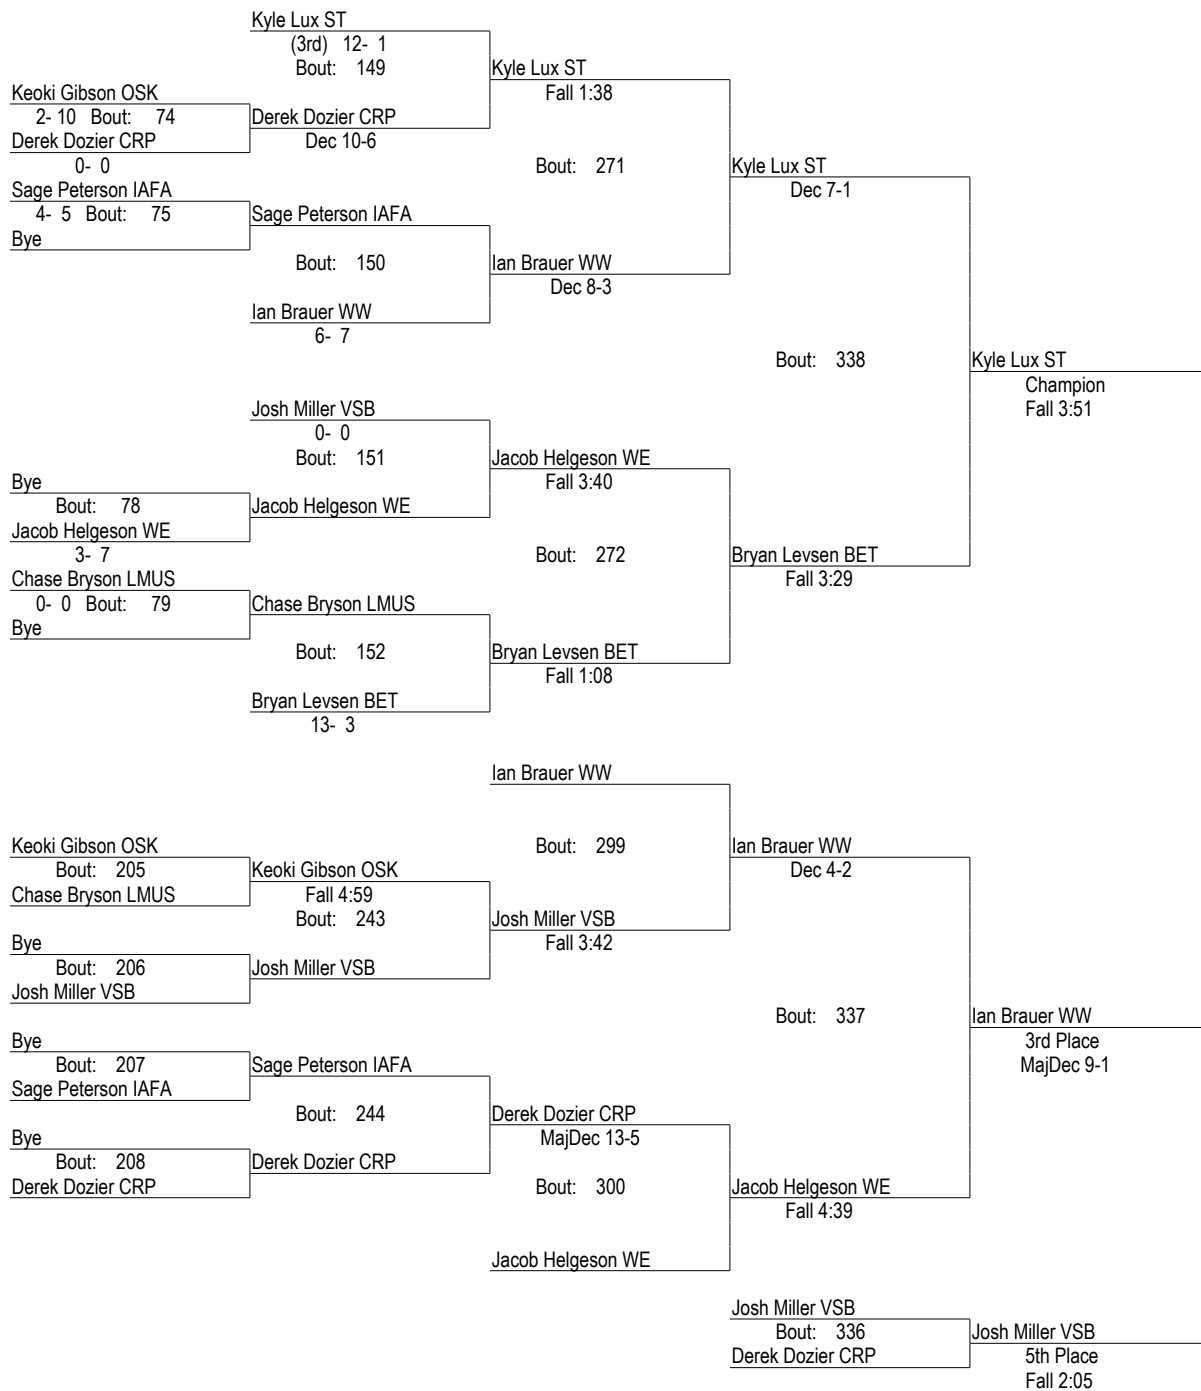 Kyle Lux ST
(3rd) 12- 1
Bout: 149
Kyle Lux ST
Fall 1:38
Keoki Gibson OSK
2- 10 Bout: 74
Derek Dozier CRP
Derek Dozier CRP
Dec 10-6
0- 0
Bout: 271
Kyle Lux ST
Dec 7-1
Sage Peterson IAFA
4- 5 Bout: 75
Sage Peterson IAFA
Bye
Bout: 150
Ian Brauer WW
Dec 8-3
Ian Brauer WW
6- 7
Bout: 338
Kyle Lux ST
Champion
Fall 3:51
Josh Miller VSB
0- 0
Bout: 151
Jacob Helgeson WE
Fall 3:40
Bye
Bout: 78
Jacob Helgeson WE
Jacob Helgeson WE
3- 7
Bout: 272
Bryan Levsen BET
Fall 3:29
Chase Bryson LMUS
0- 0 Bout: 79
Chase Bryson LMUS
Bye
Bout: 152
Bryan Levsen BET
Fall 1:08
Bryan Levsen BET
13- 3
Ian Brauer WW
Keoki Gibson OSK
Bout: 299
Ian Brauer WW
Dec 4-2
Bout: 205
Keoki Gibson OSK
Chase Bryson LMUS
Fall 4:59
Bout: 243
Josh Miller VSB
Fall 3:42
Bye
Bout: 206
Josh Miller VSB
Josh Miller VSB
Bout: 337
Ian Brauer WW
3rd Place
MajDec 9-1
Bye
Bout: 207
Sage Peterson IAFA
Sage Peterson IAFA
Bout: 244
Derek Dozier CRP
MajDec 13-5
Bye
Bout: 208
Derek Dozier CRP
Derek Dozier CRP
Bout: 300
Jacob Helgeson WE
Fall 4:39
Jacob Helgeson WE
Josh Miller VSB
Bout: 336
Josh Miller VSB
Derek Dozier CRP
5th Place
Fall 2:05